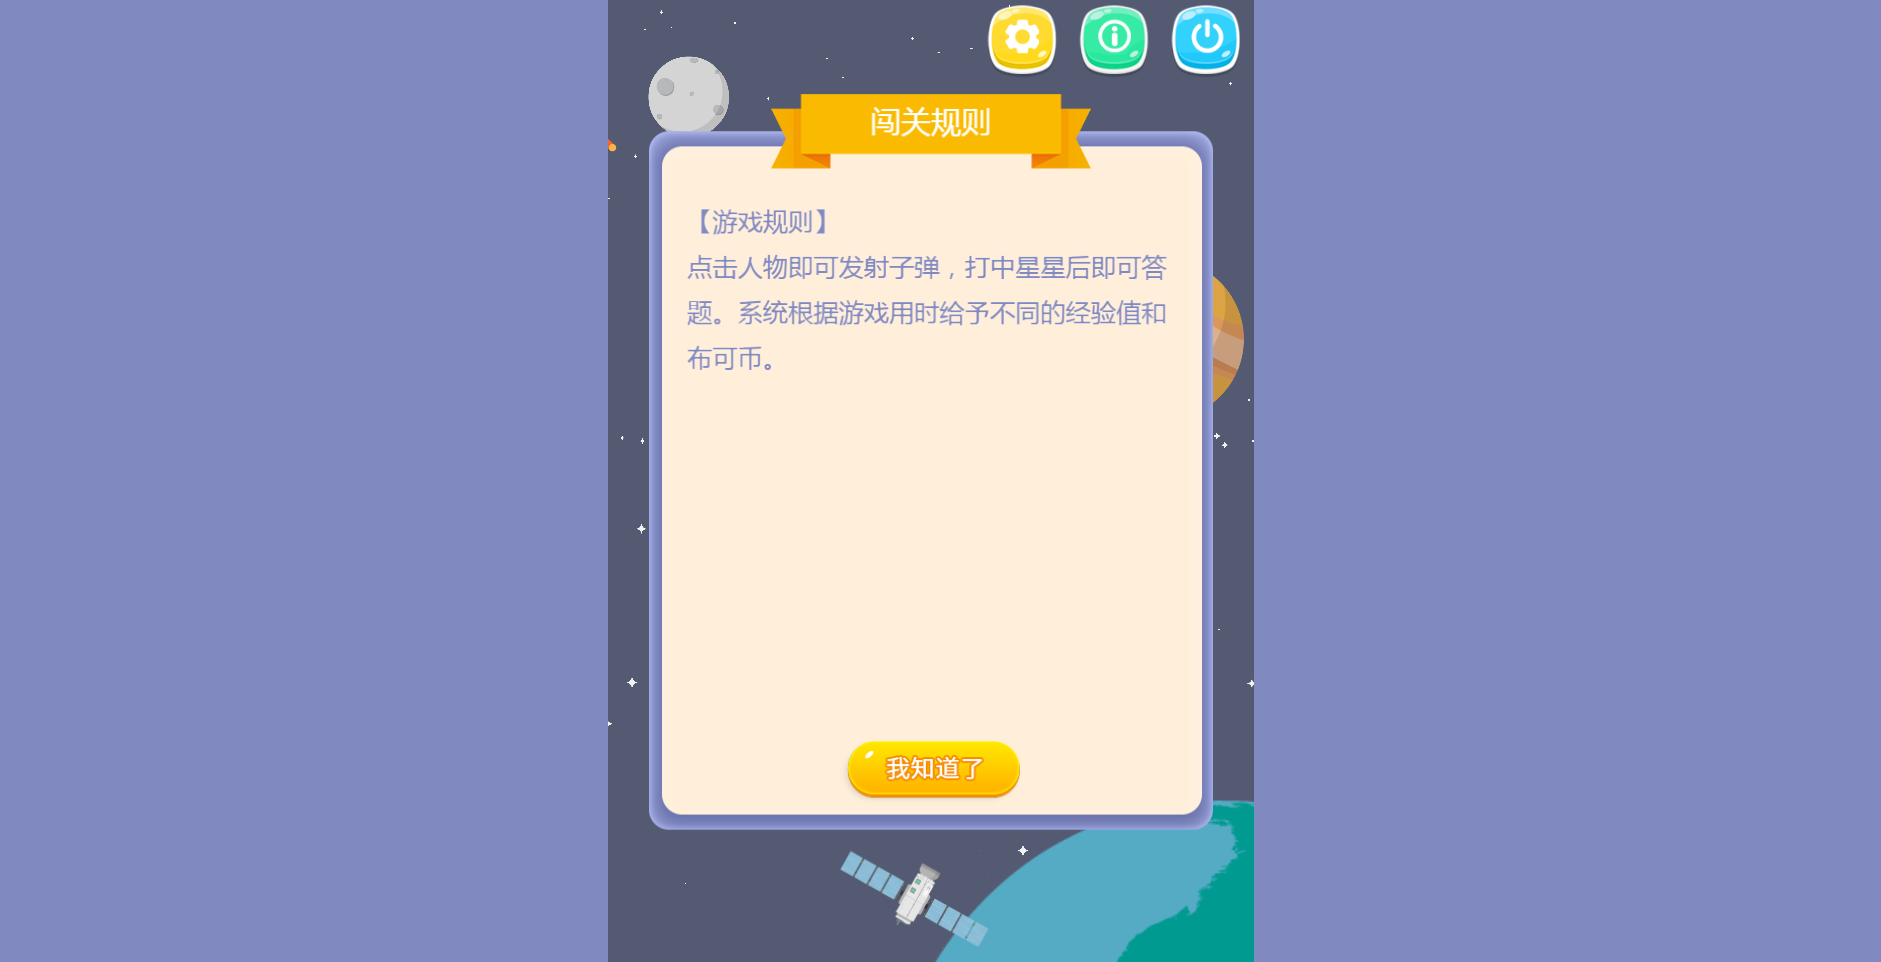 闯关规则
【游戏规则】
点击人物即可发射子弹，打中星星后即可答
题。系统根据游戏用时给予不同的经验值和
布可币。
我知道了